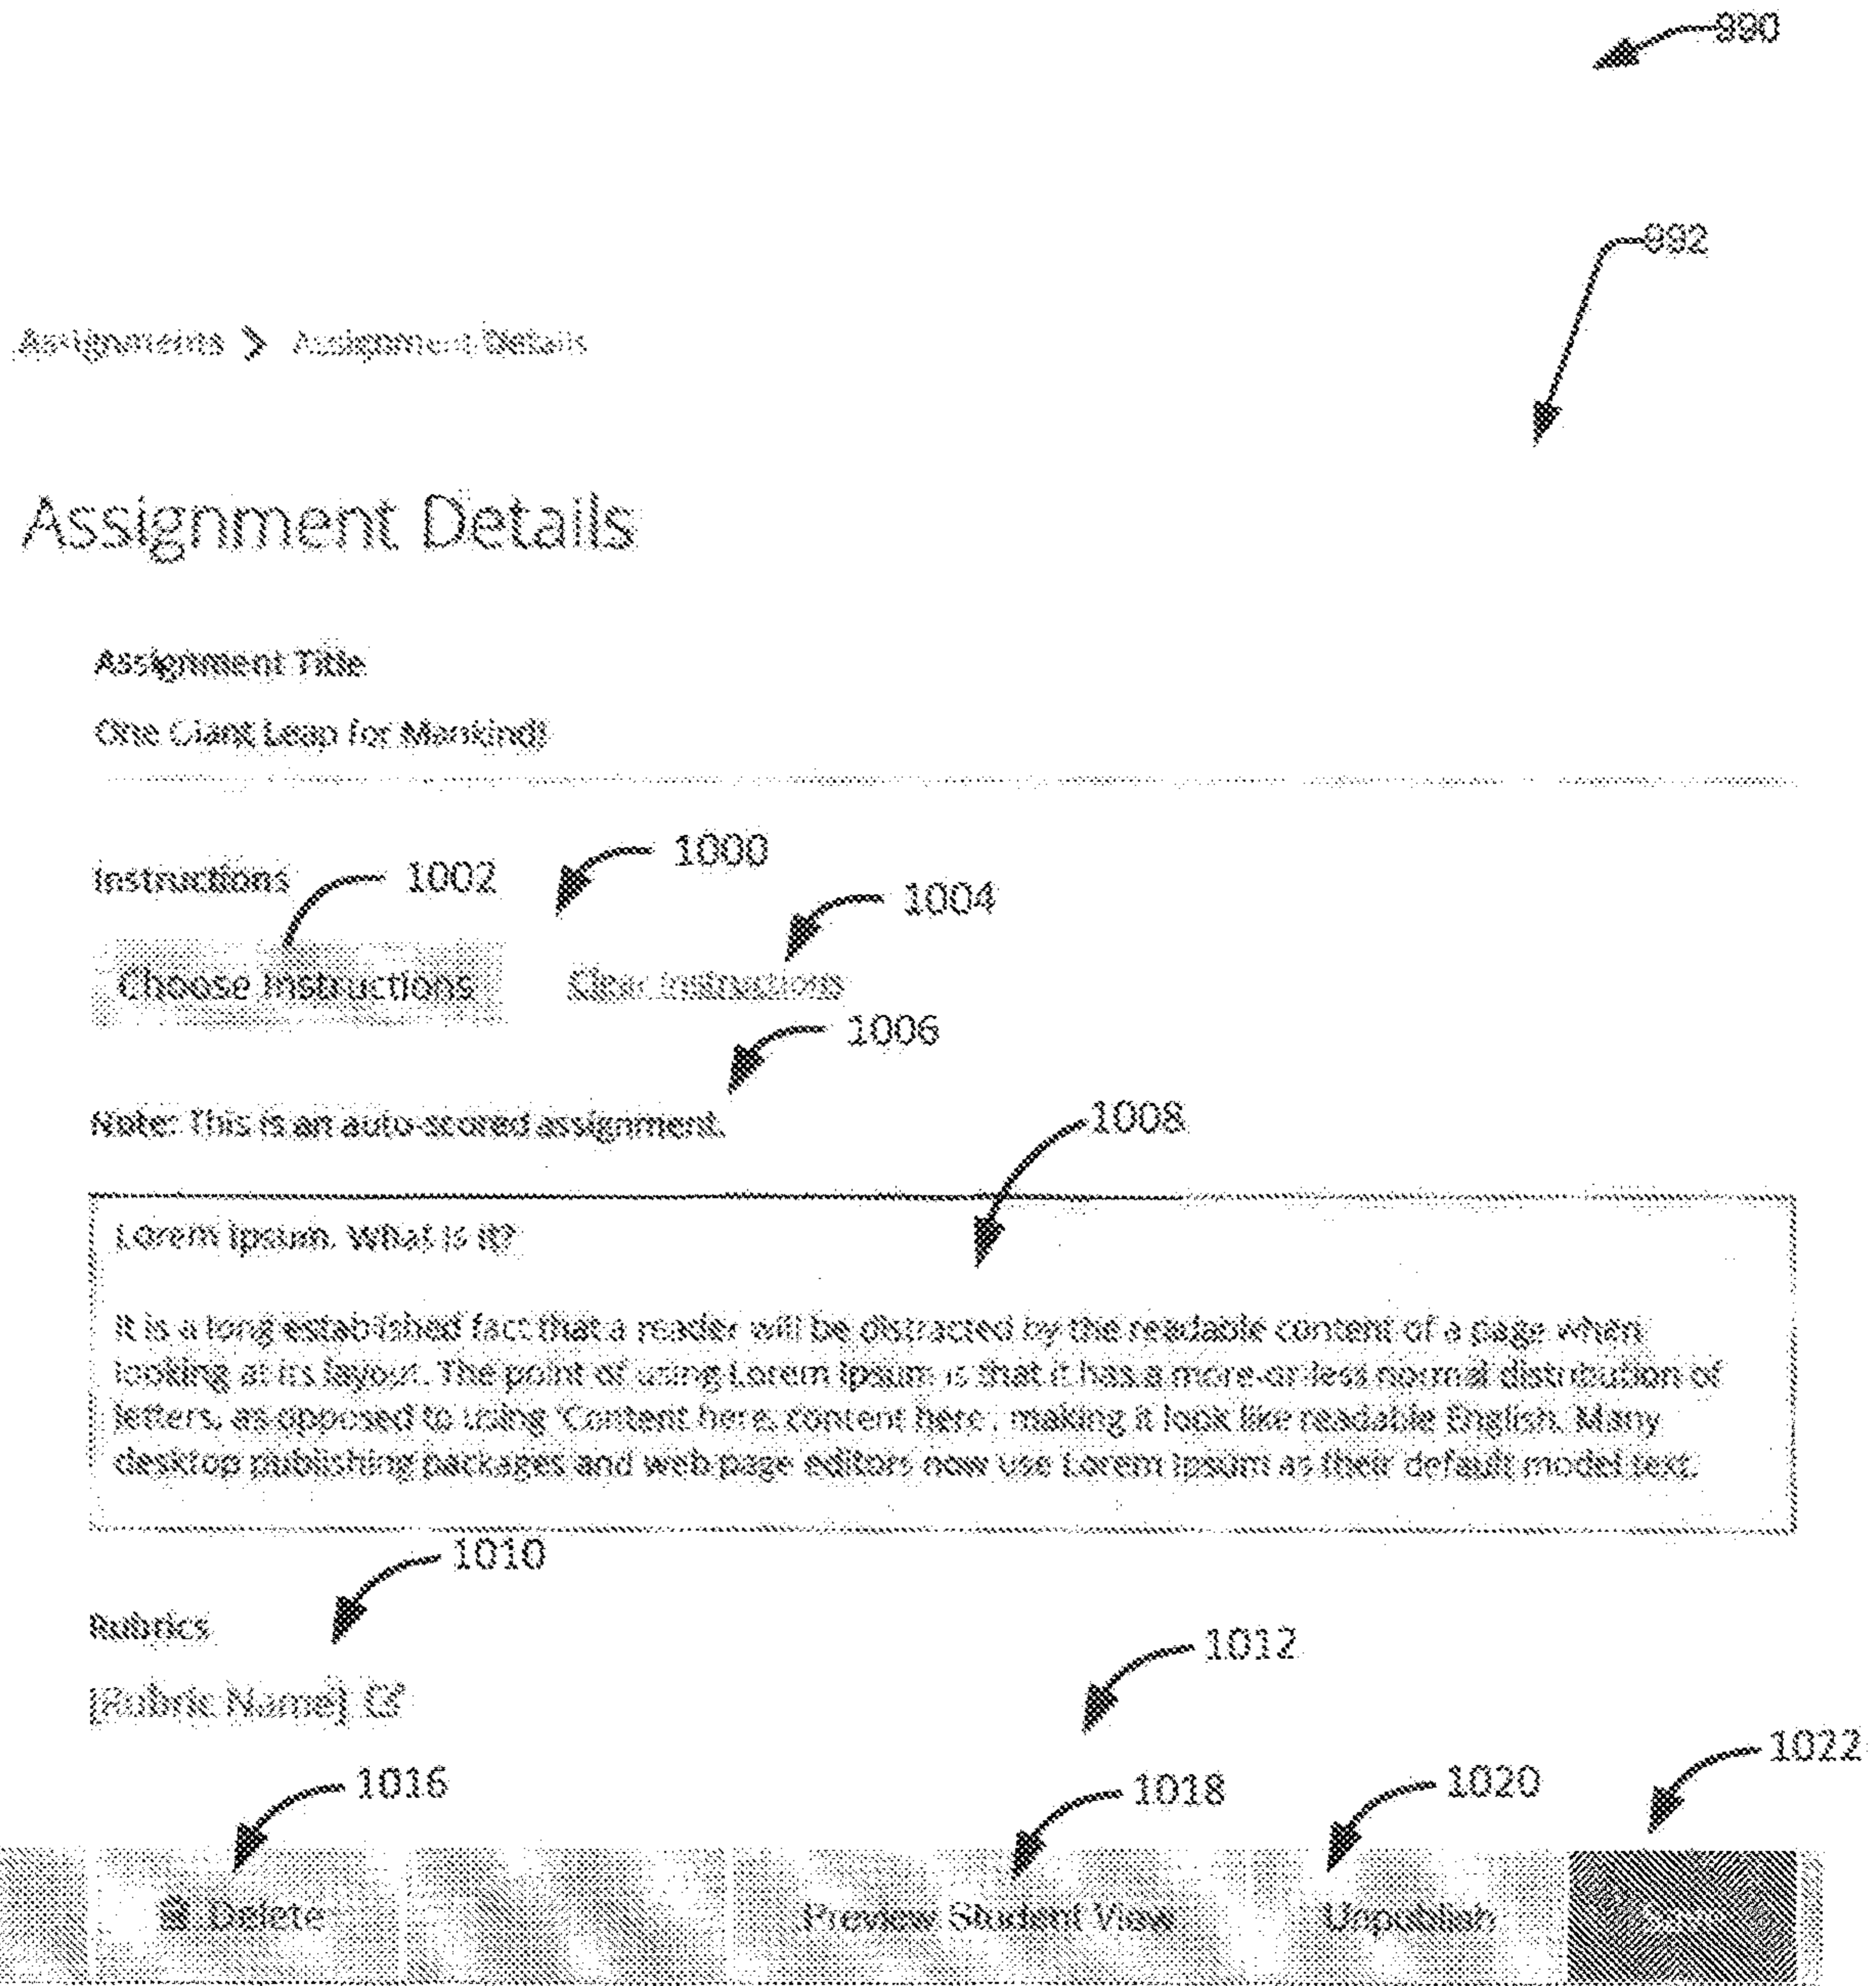 990
992
Assignments > Assignment Details
Assignment Details
Assignment Title
One Giant Leap for Mankind!
1000
Instructions
1002
1004
Choose Instructions Clear Instructions
1006
Note: This is an auto-scored assignment.
1008
Lorem Ipsum. What is it?
It is a long established fact that a reader will be distracted by the readable content of a page when
looking at its layout. The point of using Lorem Ipsum is that it has a more-or-less normal distribution of
letters, as opposed to using 'Content here, content here', making it look like readable English. Many
desktop publishing packages and web page editors now use Lorem Ipsum as their default model text.
1010
Rubrics
1012
[Rubric Name]
1022
1016
1018
1020
Delete Preview Student View Unpublish